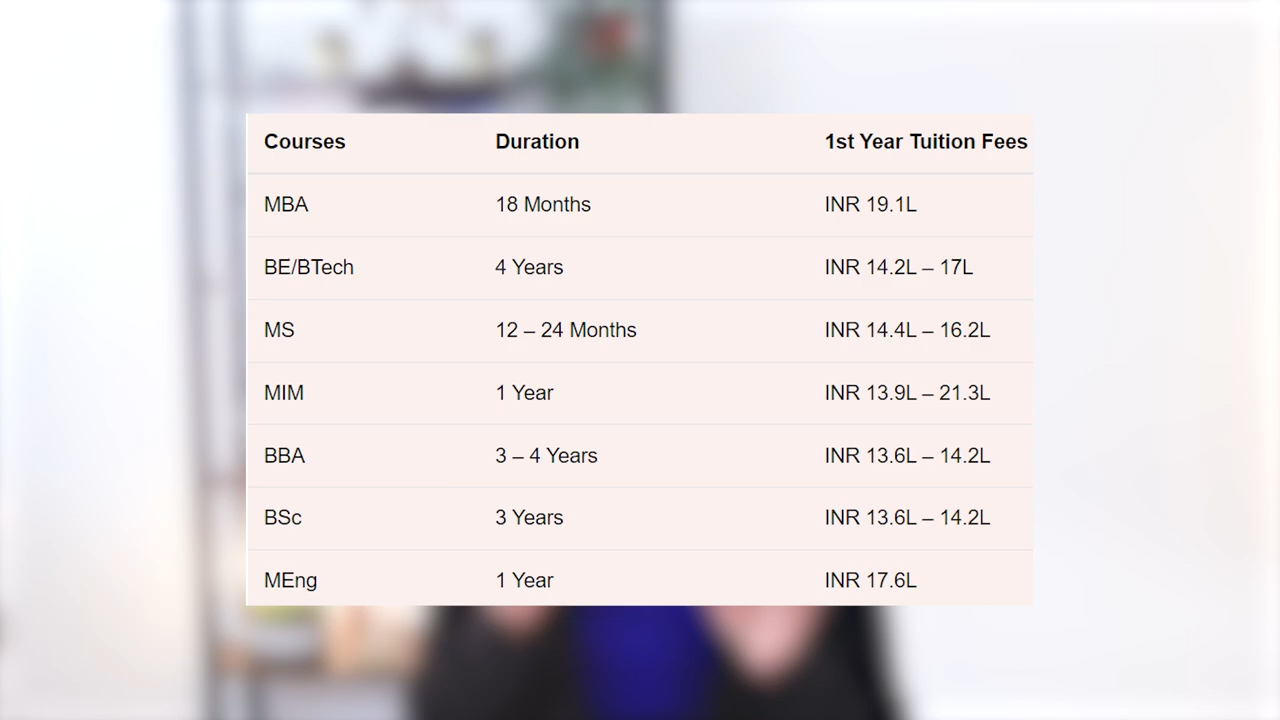 Courses Duration 1st Year Tuition Fees
MBA 18 Months INR 19.1L
BE/BTech 4 Years INR 14.2L – 17L
MS 12 – 24 Months INR 14.4L – 16.2L
MIM 1 Year INR 13.9L – 21.3L
BBA 3 – 4 Years INR 13.6L – 14.2L
BSc 3 Years INR 13.6L – 14.2L
MEng 1 Year INR 17.6L